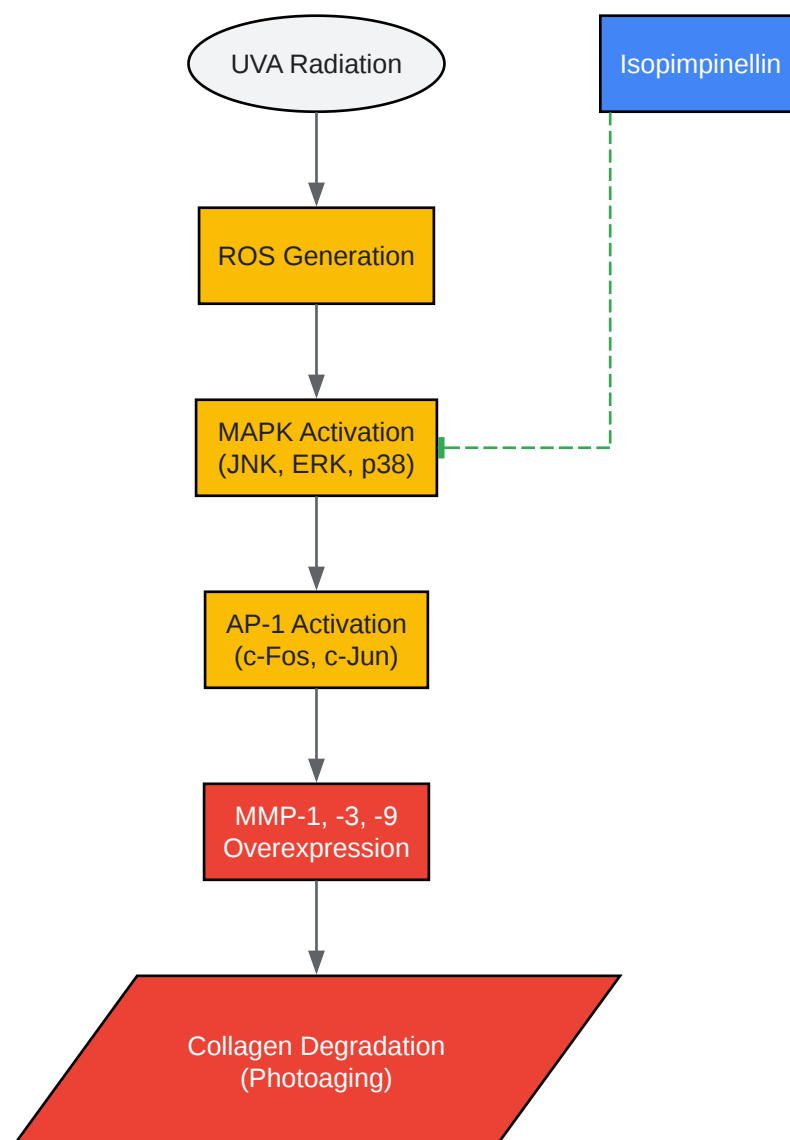 UVA Radiation
Isopimpinellin
ROS Generation
MAPK Activation
(JNK, ERK, p38)
AP-1 Activation
(c-Fos, c-Jun)
MMP-1, -3, -9
Overexpression
Collagen Degradation
(Photoaging)